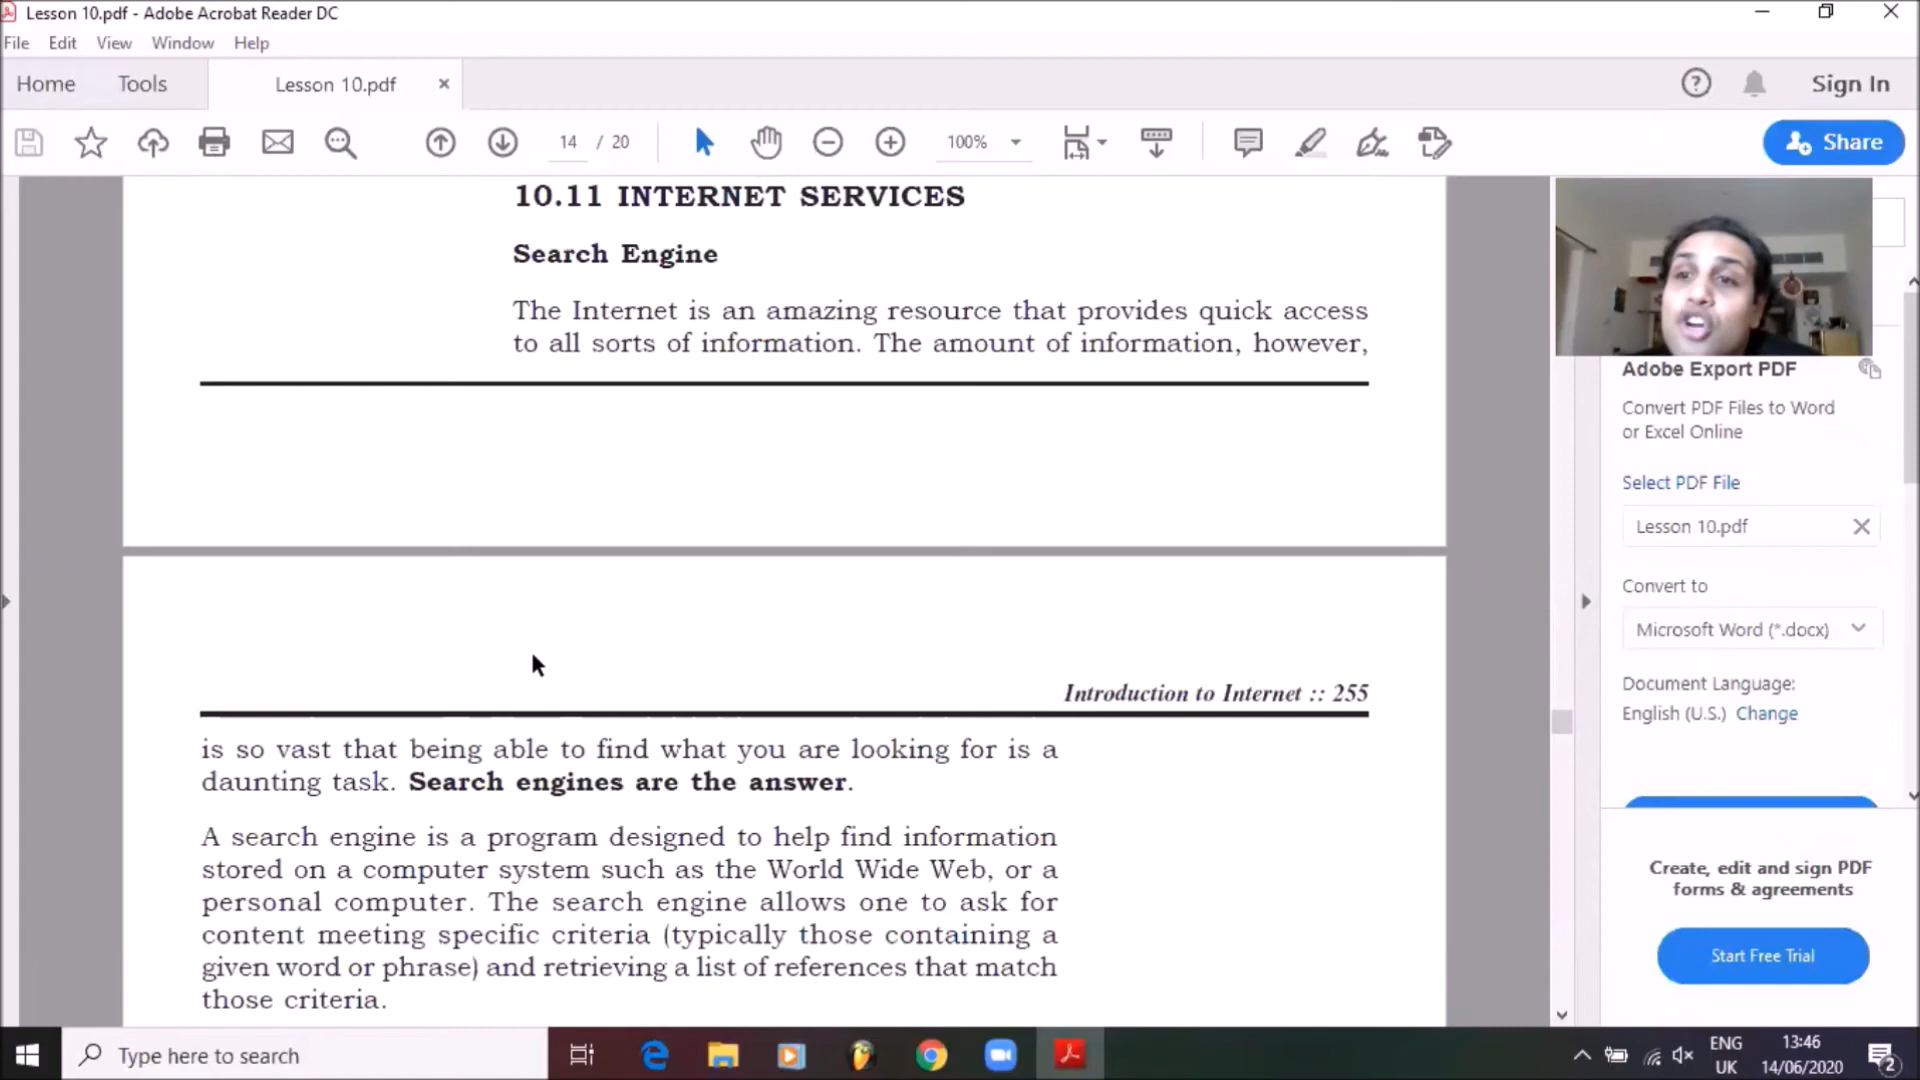 Lesson 10.pdf - Adobe Acrobat Reader DC
File Edit View Window Help
Home Tools Lesson 10.pdf Sign In
14 / 20 100% Share
10.11 INTERNET SERVICES
Search Engine
The Internet is an amazing resource that provides quick access
to all sorts of information. The amount of information, however,
Introduction to Internet :: 255
is so vast that being able to find what you are looking for is a
daunting task. Search engines are the answer.
A search engine is a program designed to help find information
stored on a computer system such as the World Wide Web, or a
personal computer. The search engine allows one to ask for
content meeting specific criteria (typically those containing a
given word or phrase) and retrieving a list of references that match
those criteria.
Adobe Export PDF
Convert PDF Files to Word
or Excel Online
Select PDF File
Lesson 10.pdf
Convert to
Microsoft Word (*.docx)
Document Language:
English (U.S.) Change
Create, edit and sign PDF
forms & agreements
Start Free Trial
Type here to search
ENG
UK
13:46
14/06/2020
2